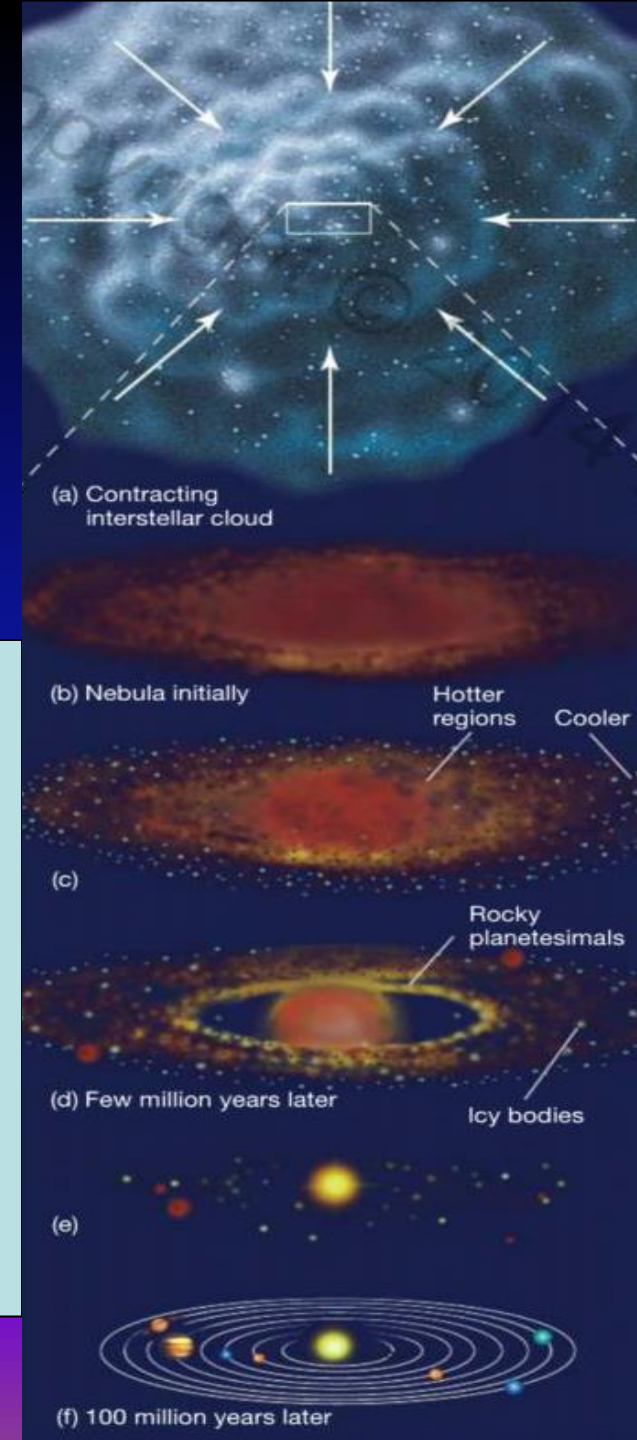 (a) Contracting
interstellar cloud
(b) Nebula initially
Hotter
regions
Cooler
(c)
Rocky
planetesimals
(d) Few million years later
Icy bodies
(e)
(f) 100 million years later
© 2014